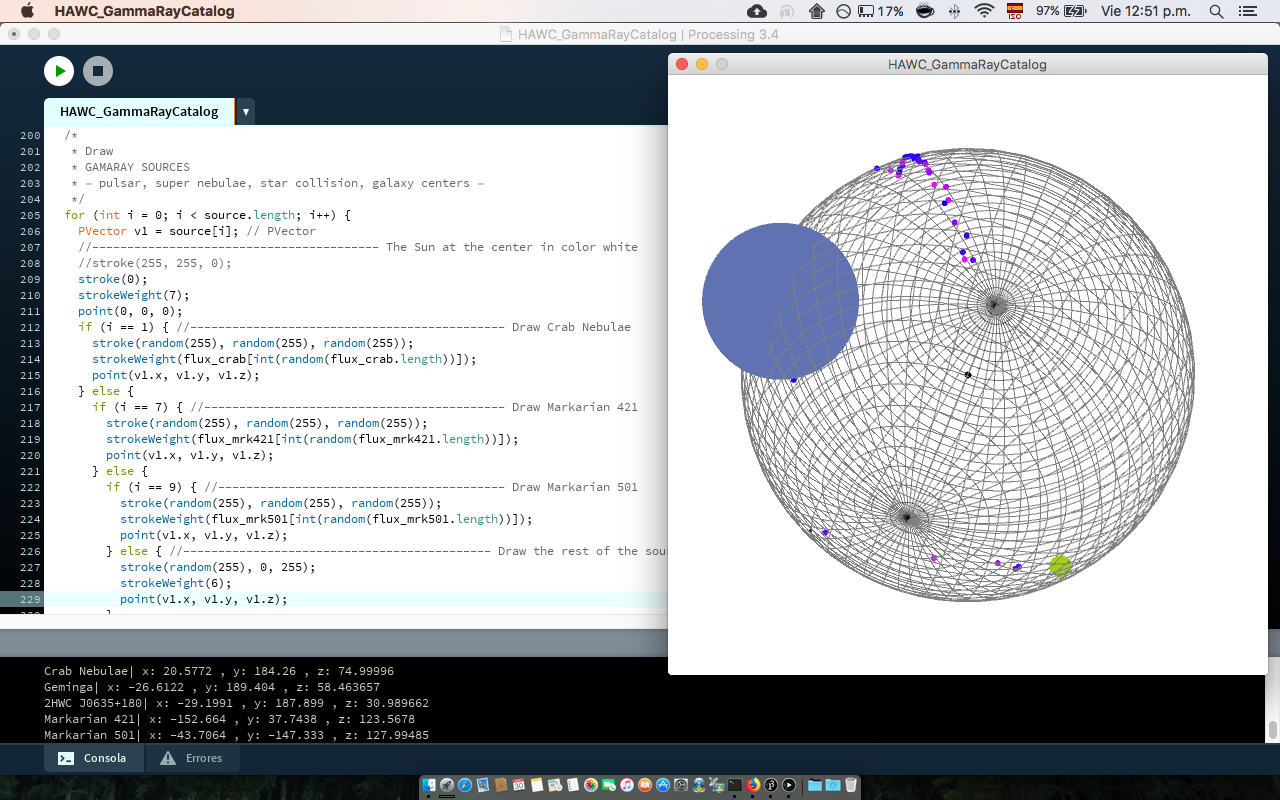 HAWC_GammaRayCatalog
17%
ISO
97%
Vie 12:51 p.m.
HAWC_GammaRayCatalog | Processing 3.4
HAWC_GammaRayCatalog
HAWC_GammaRayCatalog
200 /*
201 * Draw
202 * GAMARAY SOURCES
203 * – pulsar, super nebulae, star collision, galaxy centers –
204 */
205 for (int i = 0; i < source.length; i++) {
206 PVector v1 = source[i]; // PVector
207 //----------------------------------------- The Sun at the center in color white
208 //stroke(255, 255, 0);
209 stroke(0);
210 strokeWeight(7);
211 point(0, 0, 0);
212 if (i == 1) { //--------------------------------------------- Draw Crab Nebulae
213 stroke(random(255), random(255), random(255));
214 strokeWeight(flux_crab[int(random(flux_crab.length))]);
215 point(v1.x, v1.y, v1.z);
216 } else {
217 if (i == 7) { //------------------------------------------- Draw Markarian 421
218 stroke(random(255), random(255), random(255));
219 strokeWeight(flux_mrk421[int(random(flux_mrk421.length))]);
220 point(v1.x, v1.y, v1.z);
221 } else {
222 if (i == 9) { //----------------------------------------- Draw Markarian 501
223 stroke(random(255), random(255), random(255));
224 strokeWeight(flux_mrk501[int(random(flux_mrk501.length))]);
225 point(v1.x, v1.y, v1.z);
226 } else { //-------------------------------------------- Draw the rest of the sou
227 stroke(random(255), 0, 255);
228 strokeWeight(6);
229 point(v1.x, v1.y, v1.z);
Crab Nebulae| x: 20.5772 , y: 184.26 , z: 74.99996
Geminga| x: -26.6122 , y: 189.404 , z: 58.463657
2HWC J0635+180| x: -29.1991 , y: 187.899 , z: 30.989662
Markarian 421| x: -152.664 , y: 37.7438 , z: 123.5678
Markarian 501| x: -43.7064 , y: -147.333 , z: 127.99485
Consola
Errores